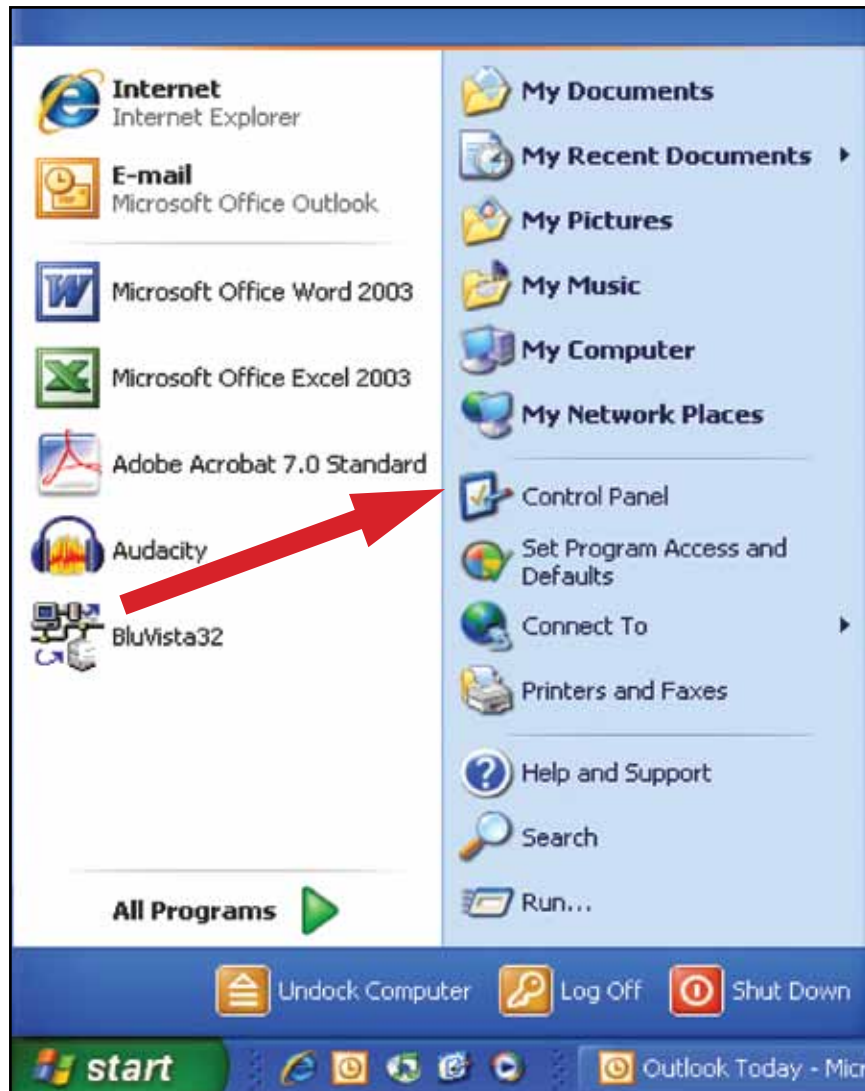 Internet
Internet Explorer
E-mail
Microsoft Office Outlook
Microsoft Office Word 2003
Microsoft Office Excel 2003
Adobe Acrobat 7.0 Standard
Audacity
BluVista32
All Programs
My Documents
My Recent Documents
My Pictures
My Music
My Computer
My Network Places
Control Panel
Set Program Access and
Defaults
Connect To
Printers and Faxes
Help and Support
Search
Run...
Undock Computer
Log Off
Shut Down
start
Outlook Today - Mic